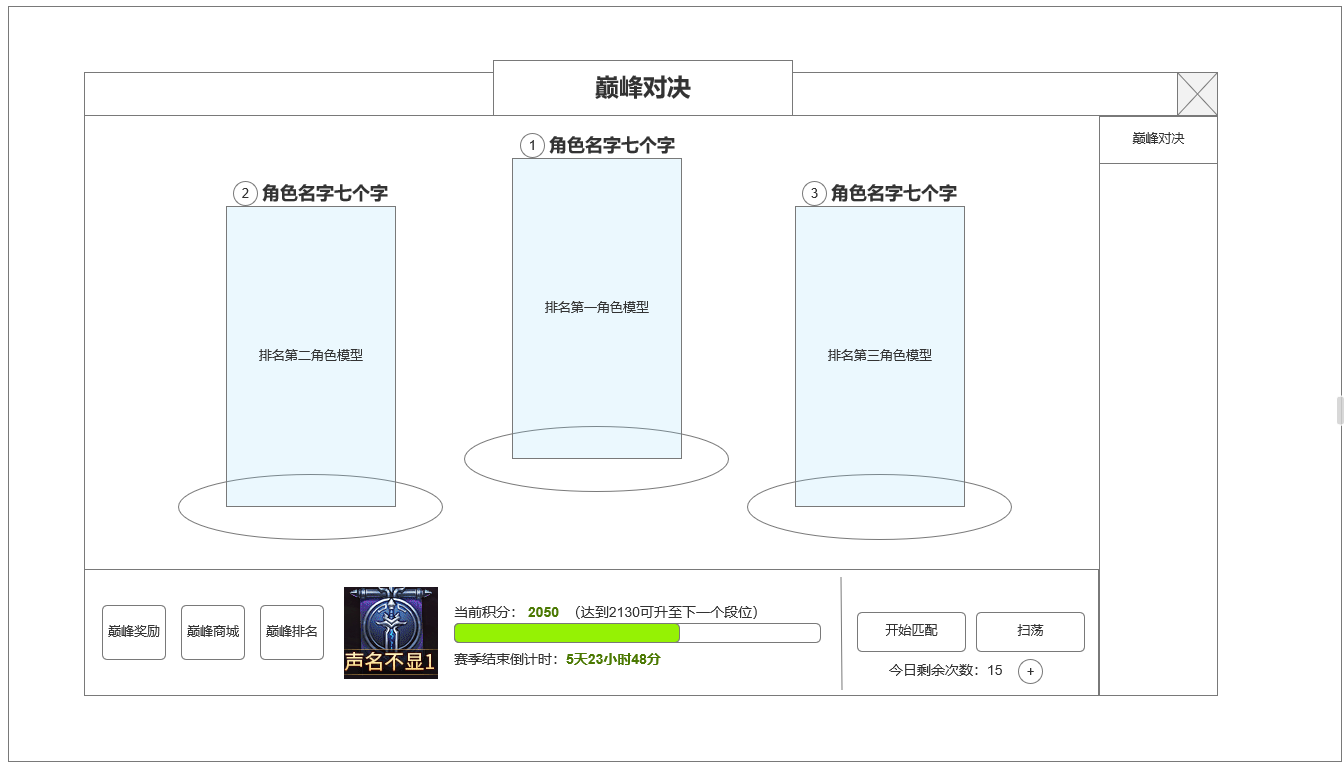 巅峰对决
巅峰对决
1 角色名字七个字
2 角色名字七个字
3 角色名字七个字
排名第一角色模型
排名第二角色模型
排名第三角色模型
巅峰奖励
巅峰商城
巅峰排名
声名不显1
当前积分： 2050 （达到2130可升至下一个段位）
赛季结束倒计时：5天23小时48分
开始匹配
扫荡
今日剩余次数：15 +